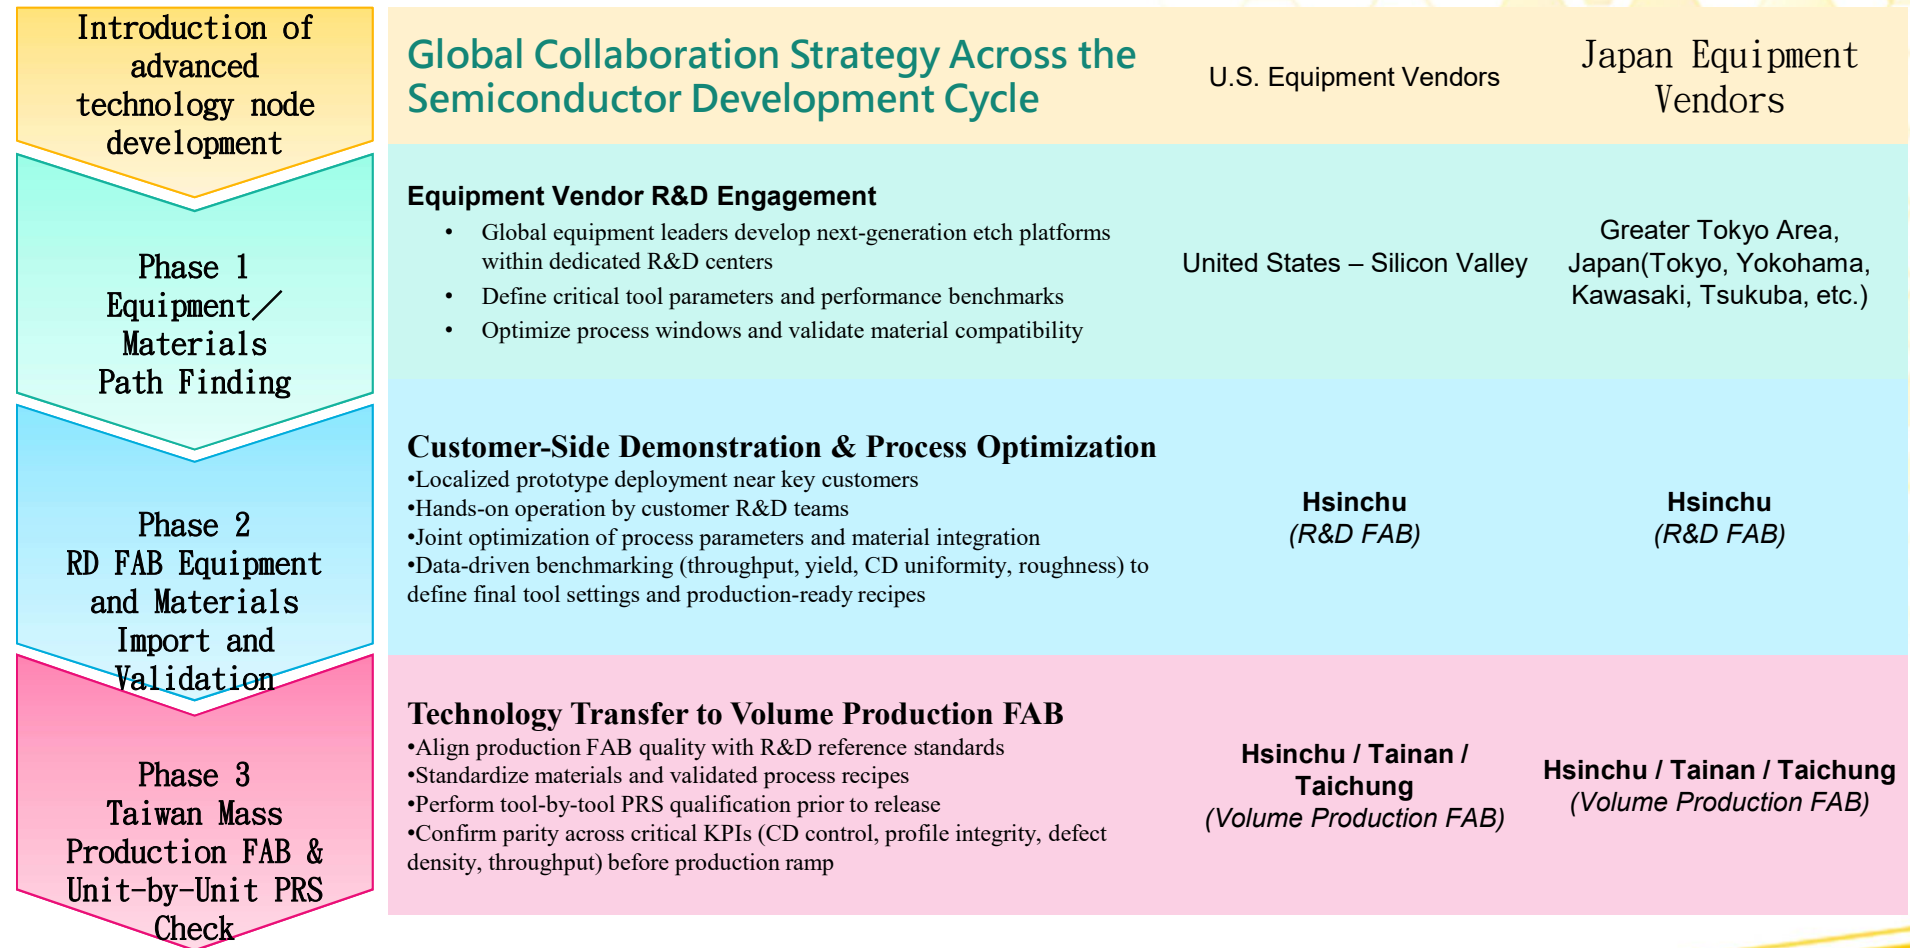 Introduction of
advanced
technology node
development
Global Collaboration Strategy Across the
Semiconductor Development Cycle
U.S. Equipment Vendors
Japan Equipment
Vendors
Phase 1
Equipment／
Materials
Path Finding
Equipment Vendor R&D Engagement
• Global equipment leaders develop next-generation etch platforms
within dedicated R&D centers
• Define critical tool parameters and performance benchmarks
• Optimize process windows and validate material compatibility
United States – Silicon Valley
Greater Tokyo Area,
Japan(Tokyo, Yokohama,
Kawasaki, Tsukuba, etc.)
Phase 2
RD FAB Equipment
and Materials
Import and
Validation
Customer-Side Demonstration & Process Optimization
•Localized prototype deployment near key customers
•Hands-on operation by customer R&D teams
•Joint optimization of process parameters and material integration
•Data-driven benchmarking (throughput, yield, CD uniformity, roughness) to
define final tool settings and production-ready recipes
Hsinchu
(R&D FAB)
Hsinchu
(R&D FAB)
Phase 3
Taiwan Mass
Production FAB &
Unit-by-Unit PRS
Check
Technology Transfer to Volume Production FAB
•Align production FAB quality with R&D reference standards
•Standardize materials and validated process recipes
•Perform tool-by-tool PRS qualification prior to release
•Confirm parity across critical KPIs (CD control, profile integrity, defect
density, throughput) before production ramp
Hsinchu / Tainan /
Taichung
(Volume Production FAB)
Hsinchu / Tainan / Taichung
(Volume Production FAB)